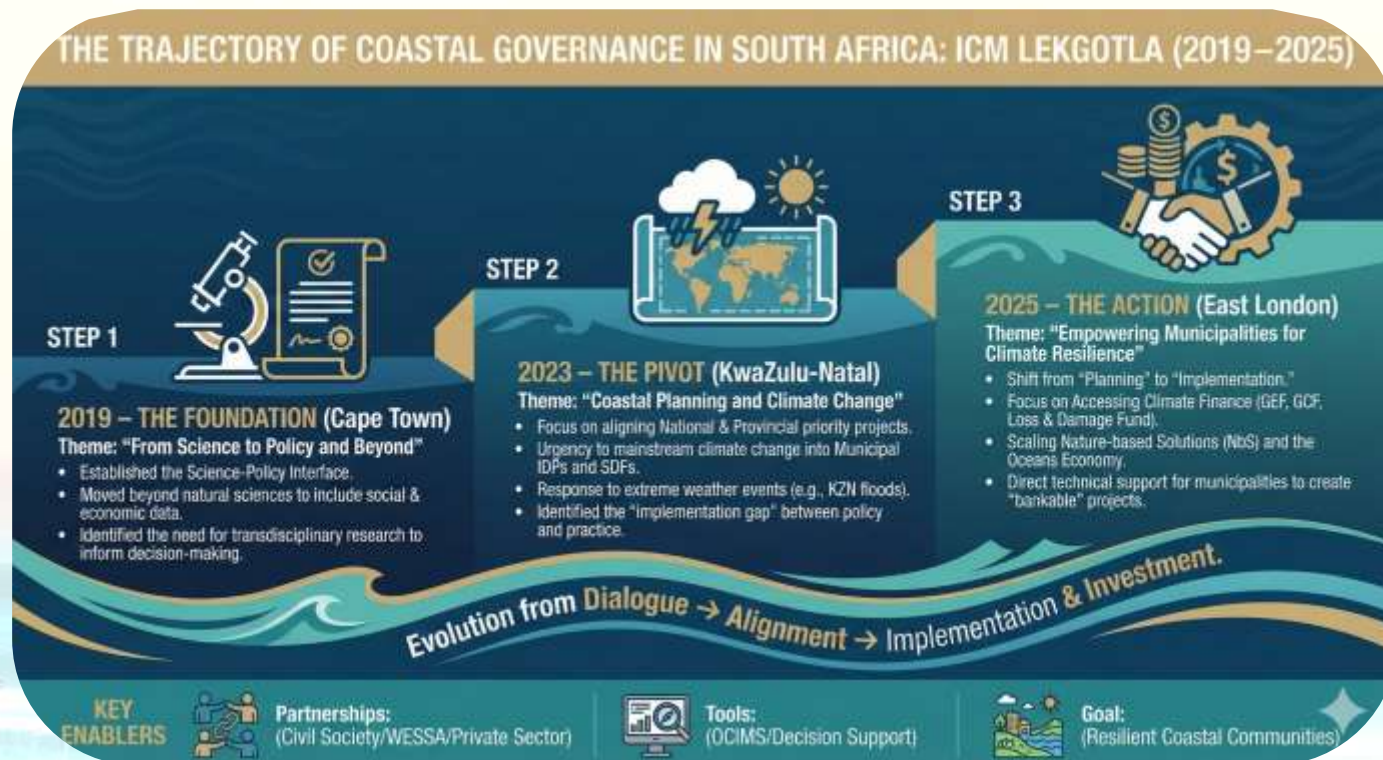 THE TRAJECTORY OF COASTAL GOVERNANCE IN SOUTH AFRICA: ICM LEKGOTLA (2019–2025)
STEP 1
2019 – THE FOUNDATION (Cape Town)
Theme: "From Science to Policy and Beyond"
• Established the Science-Policy Interface.
• Moved beyond natural sciences to include social &
economic data.
• Identified the need for transdisciplinary research to
inform decision-making.
STEP 2
2023 – THE PIVOT (KwaZulu-Natal)
Theme: "Coastal Planning and Climate Change"
• Focus on aligning National & Provincial priority projects.
• Urgency to mainstream climate change into Municipal
IDPs and SDFs.
• Response to extreme weather events (e.g., KZN floods).
• Identified the "implementation gap" between policy
and practice.
STEP 3
$
$
2025 – THE ACTION (East London)
Theme: "Empowering Municipalities for
Climate Resilience"
• Shift from "Planning" to "Implementation."
• Focus on Accessing Climate Finance (GEF, GCF,
Loss & Damage Fund).
• Scaling Nature-based Solutions (NbS) and the
Oceans Economy.
• Direct technical support for municipalities to create
"bankable" projects.
Evolution from Dialogue → Alignment → Implementation & Investment.
KEY
ENABLERS
Partnerships:
(Civil Society/WESSA/Private Sector)
Tools:
(OCIMS/Decision Support)
Goal:
(Resilient Coastal Communities)